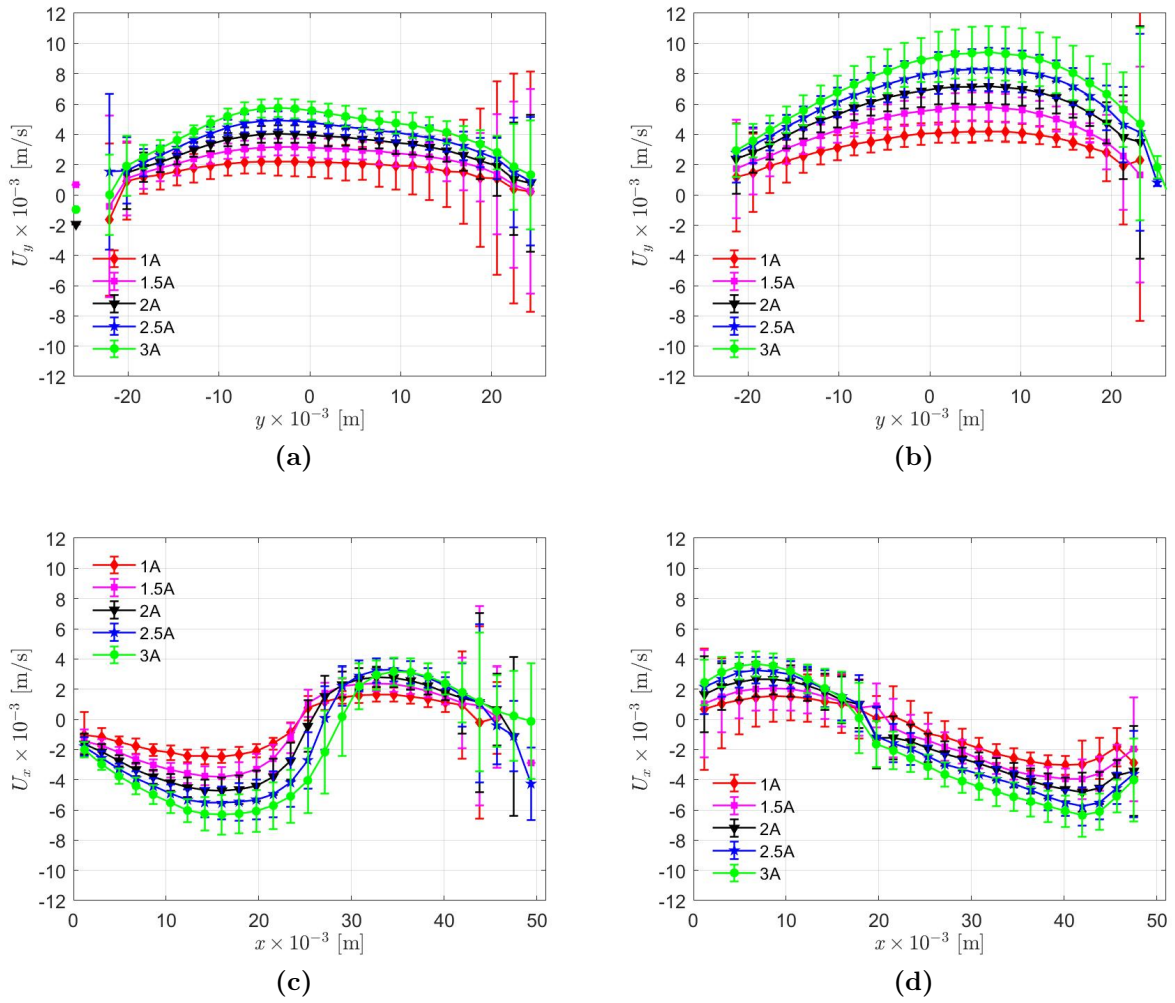 12
10
8
6
4
2
0
-2
-4
-6
-8
-10
-12
U_y × 10^{-3} [m/s]
1A
1.5A
2A
2.5A
3A
-20 -10 0 10 20
y × 10^{-3} [m]
(a)
12
10
8
6
4
2
0
-2
-4
-6
-8
-10
-12
U_y × 10^{-3} [m/s]
1A
1.5A
2A
2.5A
3A
-20 -10 0 10 20
y × 10^{-3} [m]
(b)
12
10
8
6
4
2
0
-2
-4
-6
-8
-10
-12
U_x × 10^{-3} [m/s]
1A
1.5A
2A
2.5A
3A
0 10 20 30 40 50
x × 10^{-3} [m]
(c)
12
10
8
6
4
2
0
-2
-4
-6
-8
-10
-12
U_x × 10^{-3} [m/s]
1A
1.5A
2A
2.5A
3A
0 10 20 30 40 50
x × 10^{-3} [m]
(d)